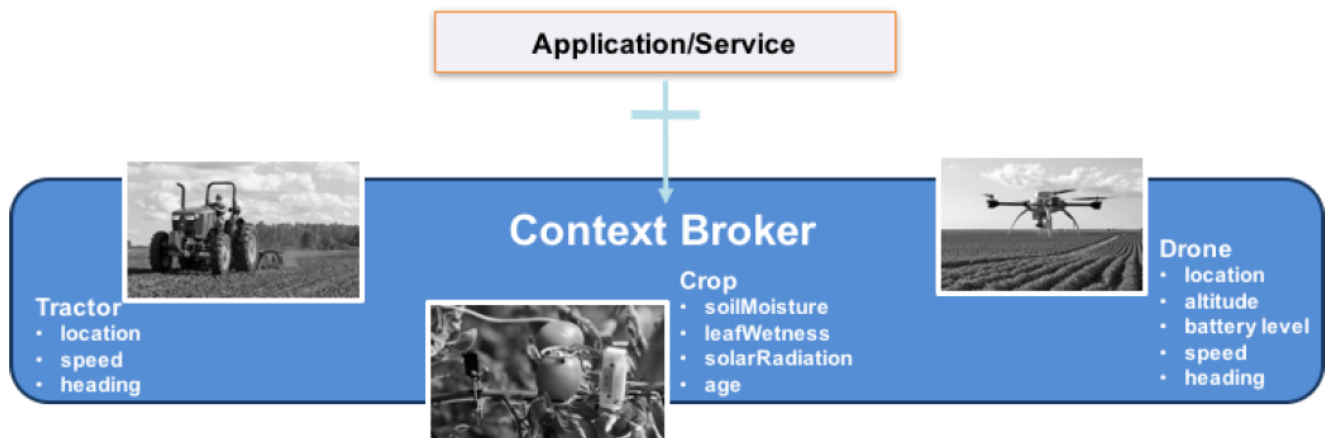 Application/Service
Context Broker
Tractor
• location
• speed
• heading
Crop
• soilMoisture
• leafWetness
• solarRadiation
• age
Drone
• location
• altitude
• battery level
• speed
• heading